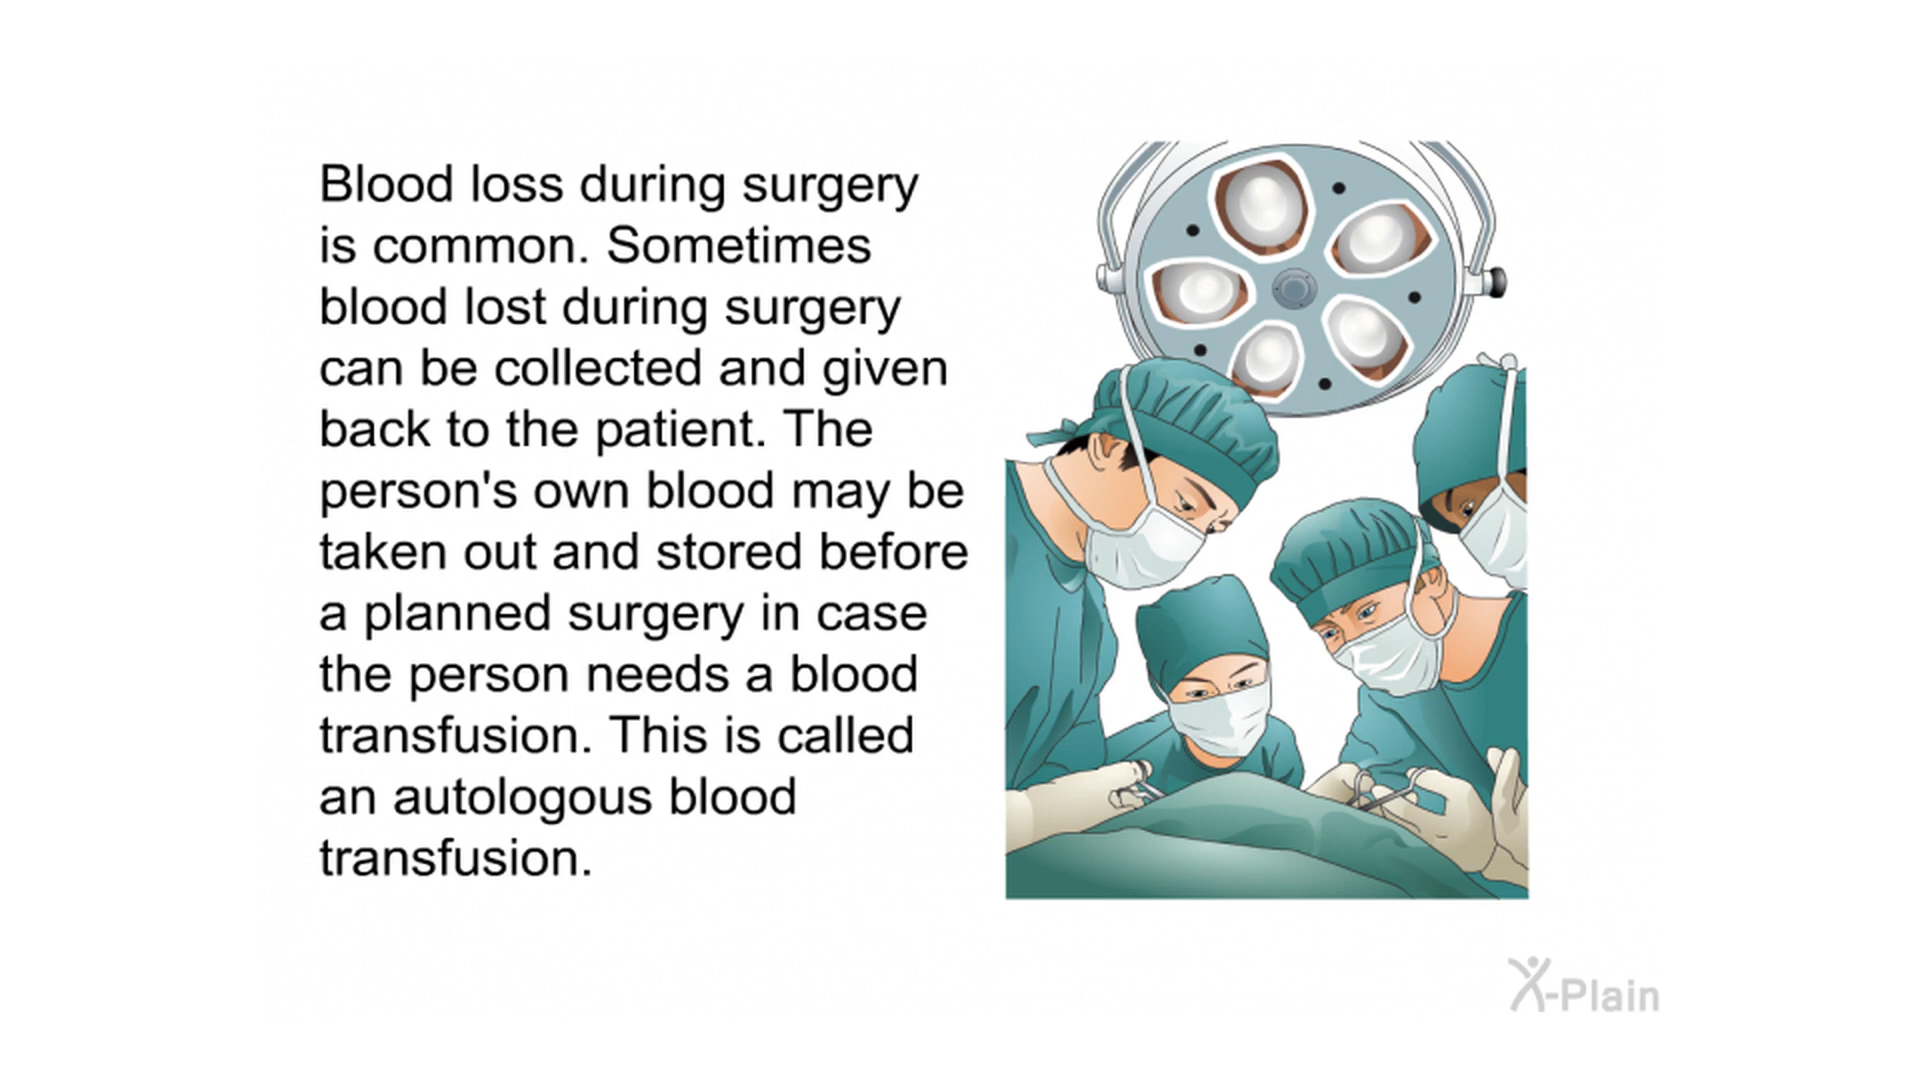 Blood loss during surgery
is common. Sometimes
blood lost during surgery
can be collected and given
back to the patient. The
person's own blood may be
taken out and stored before
a planned surgery in case
the person needs a blood
transfusion. This is called
an autologous blood
transfusion.
X-Plain